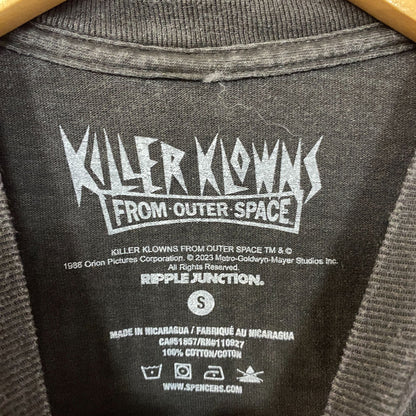 KILLER KLOWNS
FROM·OUTER·SPACE
KILLER KLOWNS FROM OUTER SPACE TM & ©
1988 Orion Pictures Corporation. © 2023 Metro-Goldwyn-Mayer Studios Inc.
All Rights Reserved.
RIPPLE JUNCTION.
S
MADE IN NICARAGUA / FABRIQUÉ AU NICARAGUA
CA#51857/RN#110927
100% COTTON/COTON
WWW.SPENCERS.COM